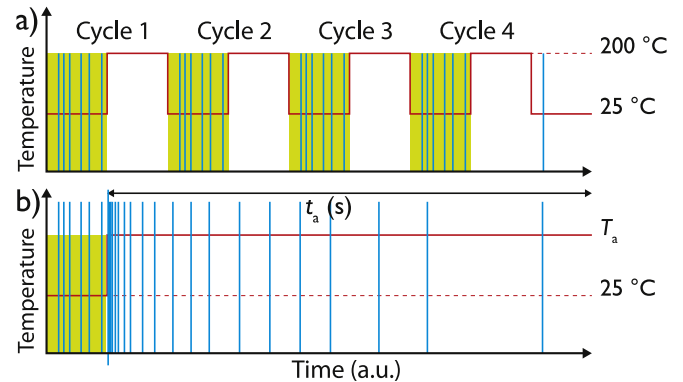 a)
Cycle 1 Cycle 2 Cycle 3 Cycle 4
200 °C
25 °C
Temperature
b)
tₐ (s)
Tₐ
25 °C
Temperature
Time (a.u.)